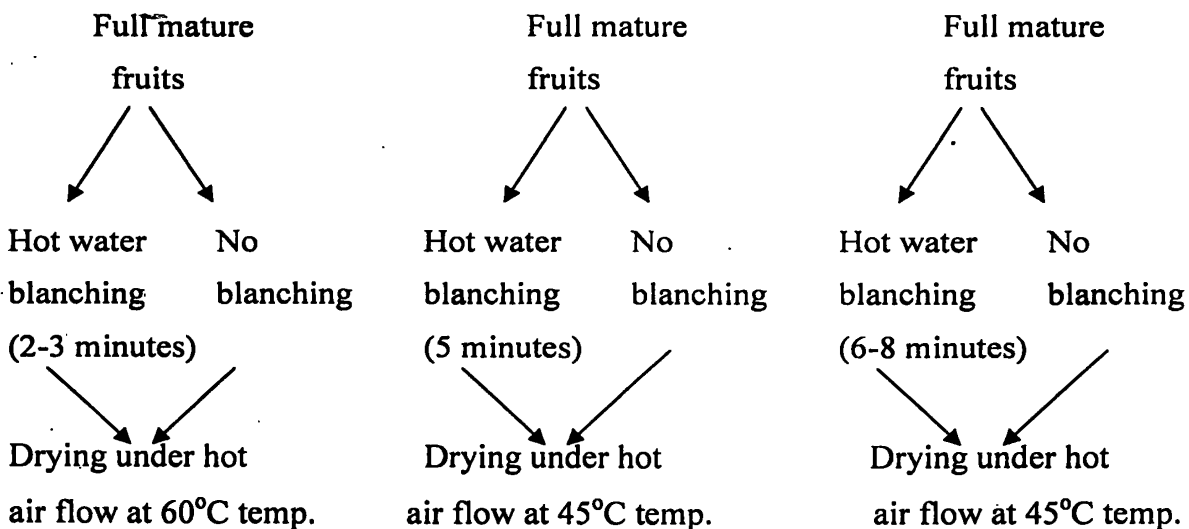 Full mature
fruits
Hot water No
blanching blanching
(2-3 minutes)
Drying under hot
air flow at 60°C temp.
Full mature
fruits
Hot water No
blanching blanching
(5 minutes)
Drying under hot
air flow at 45°C temp.
Full mature
fruits
Hot water No
blanching blanching
(6-8 minutes)
Drying under hot
air flow at 45°C temp.